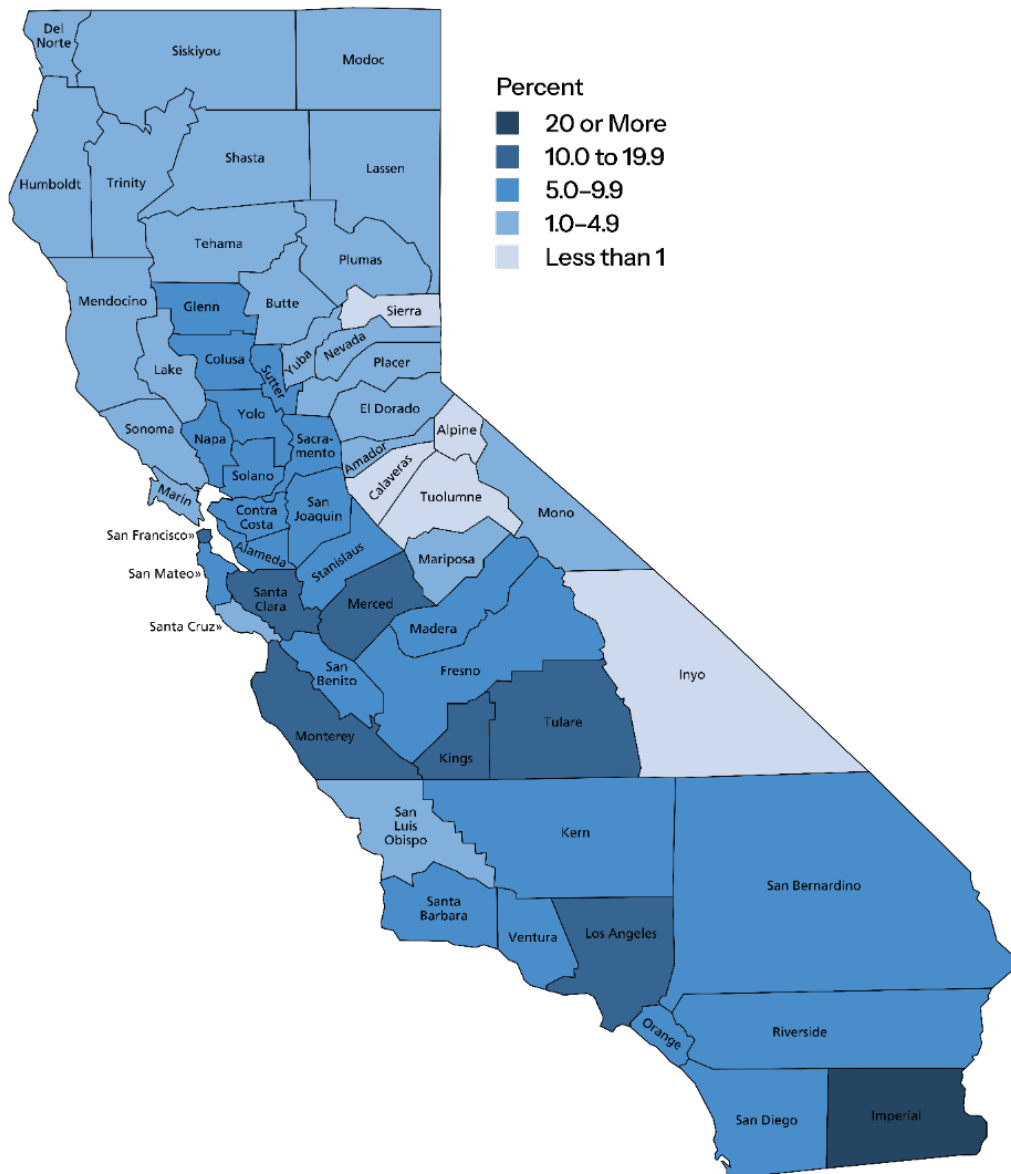 Del
Norte
Siskiyou
Modoc
Percent
20 or More
10.0 to 19.9
5.0–9.9
1.0–4.9
Less than 1
Humboldt
Trinity
Shasta
Lassen
Tehama
Plumas
Mendocino
Glenn
Butte
Sierra
Colusa
Lake
Sutter
Yuba
Nevada
Placer
El Dorado
Sonoma
Napa
Yolo
Sacra-
mento
Amador
Alpine
Solano
Calaveras
Tuolumne
Marin
Contra
Costa
San
Joaquin
Mono
San Francisco»
Alameda
Stanislaus
Mariposa
San Mateo»
Santa
Clara
Merced
Santa Cruz»
Madera
San
Benito
Fresno
Inyo
Monterey
Kings
Tulare
San
Luis
Obispo
Kern
San Bernardino
Santa
Barbara
Ventura
Los Angeles
Orange
Riverside
San Diego
Imperial